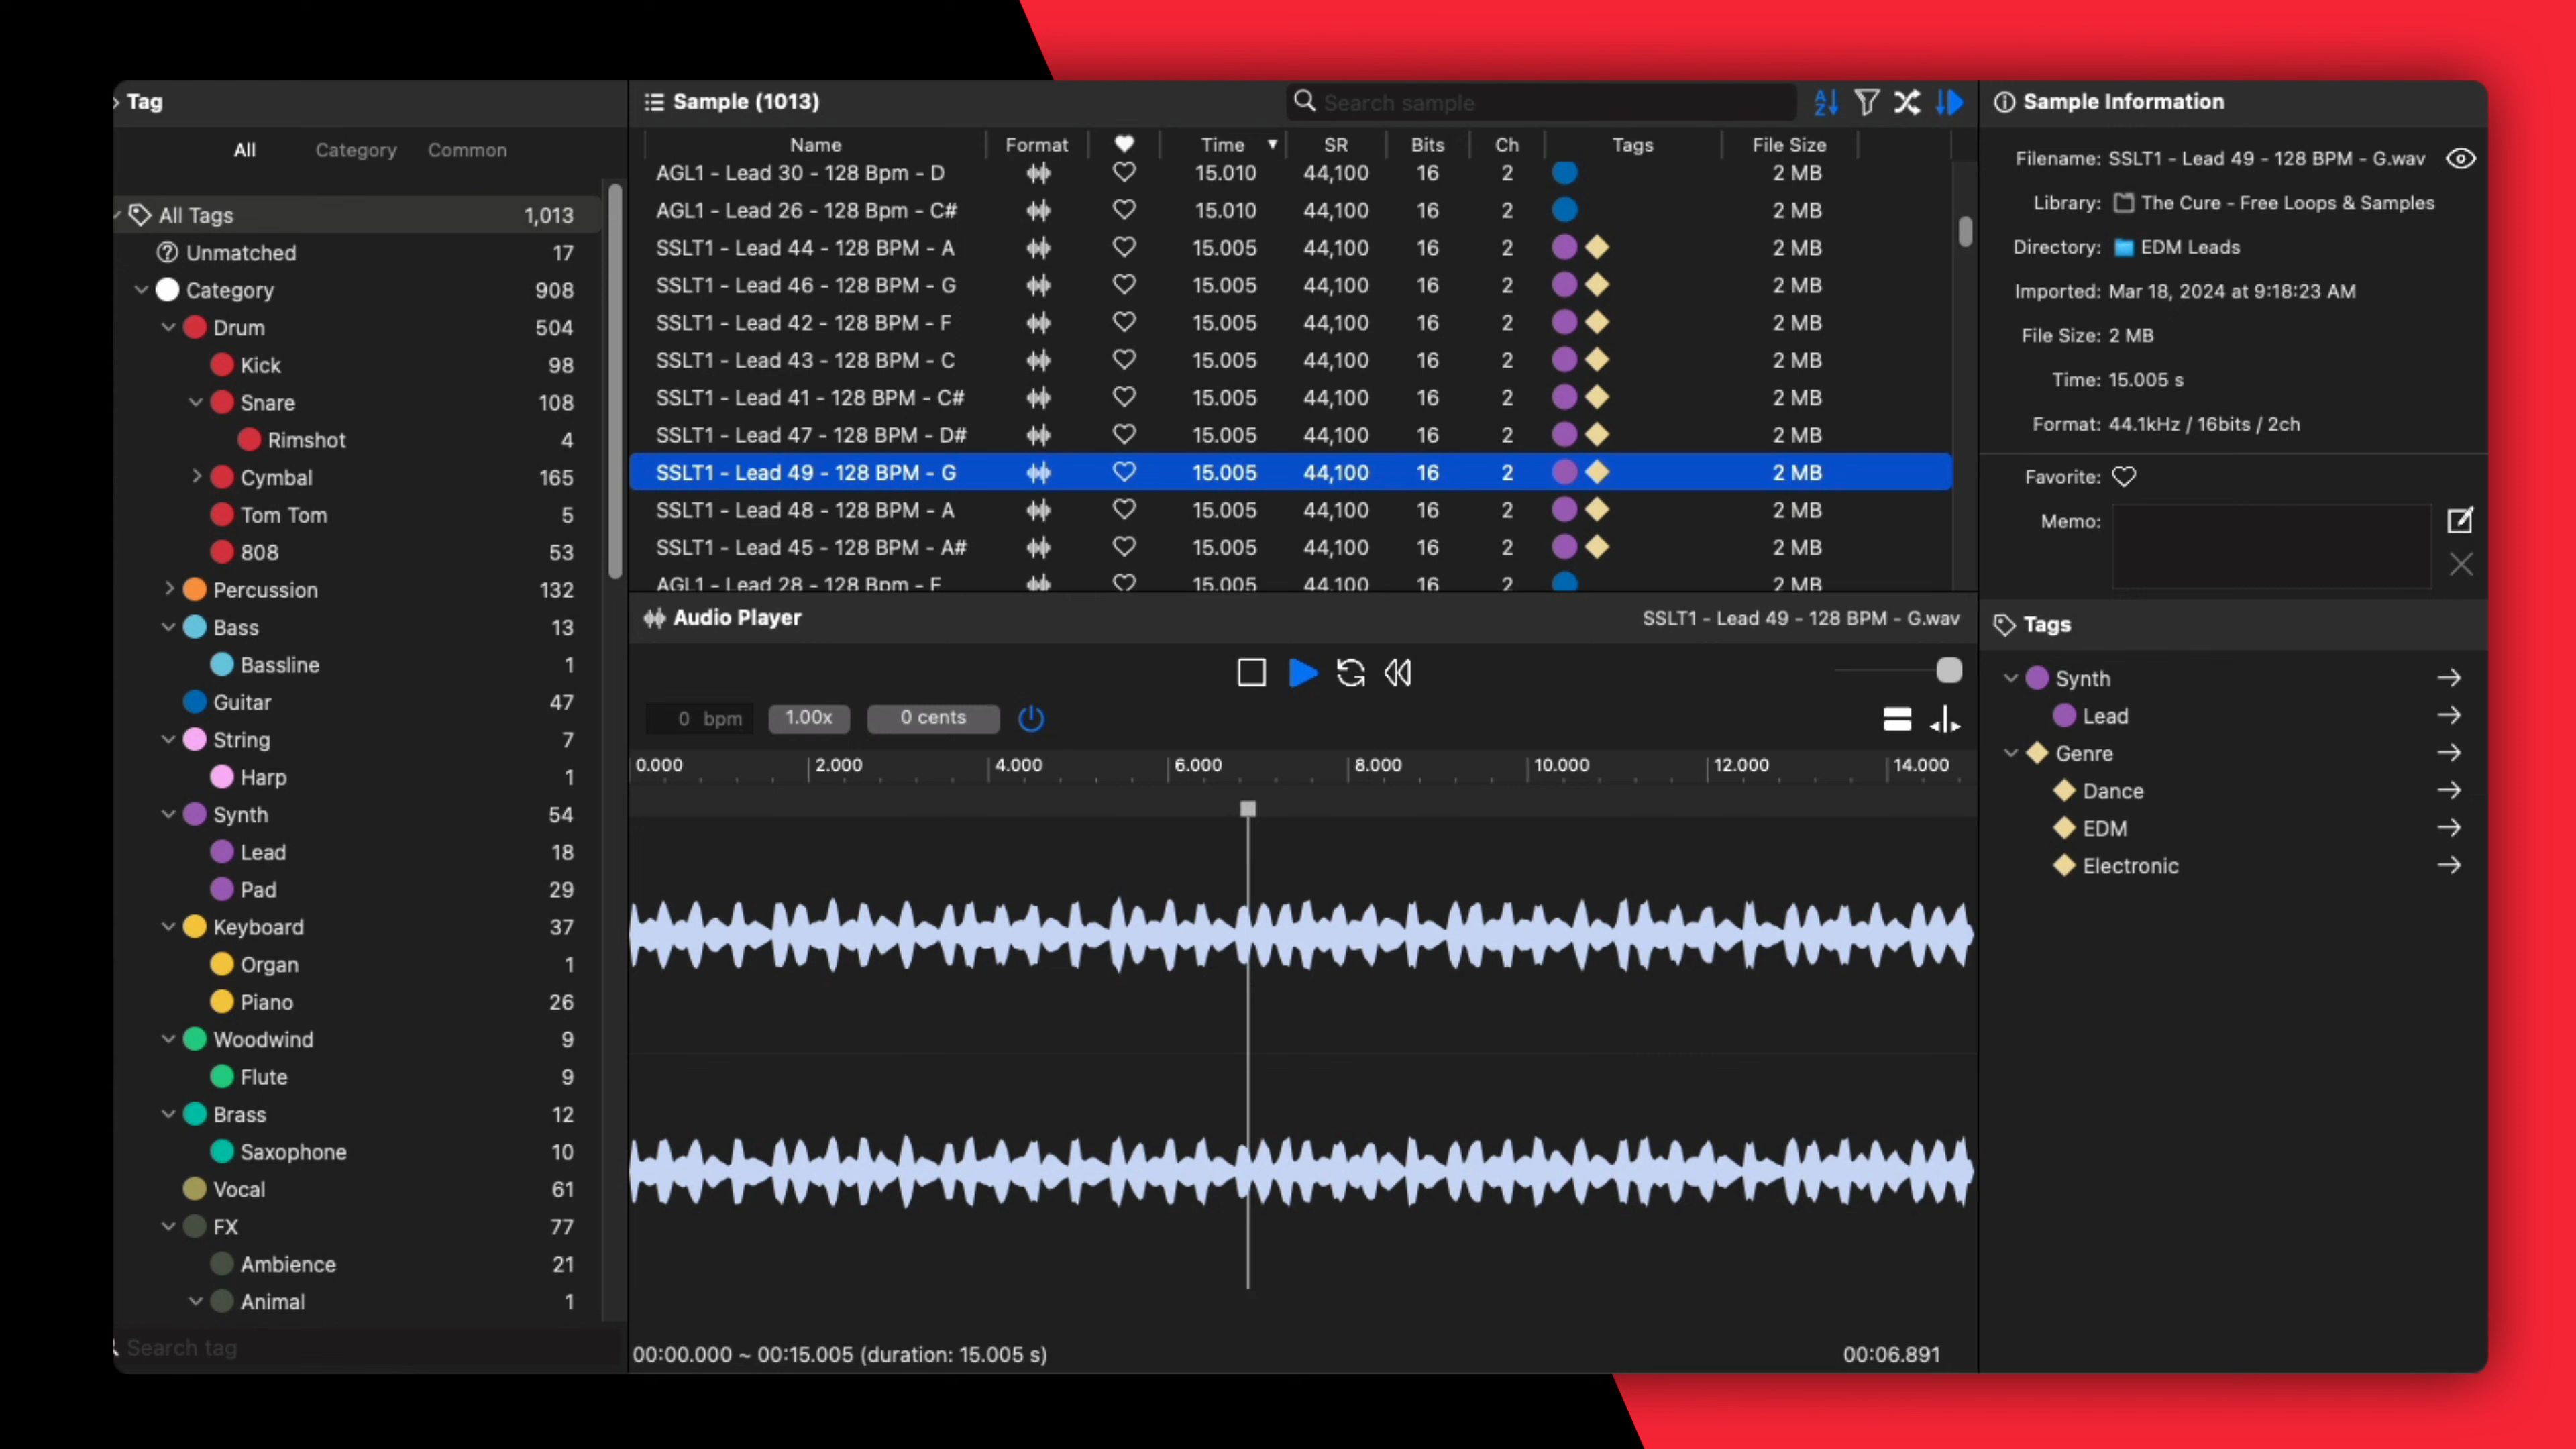 Tag
All Category Common
All Tags 1,013
Unmatched 17
Category 908
Drum 504
Kick 98
Snare 108
Rimshot 4
Cymbal 165
Tom Tom 5
808 53
Percussion 132
Bass 13
Bassline 1
Guitar 47
String 7
Harp 1
Synth 54
Lead 18
Pad 29
Keyboard 37
Organ 1
Piano 26
Woodwind 9
Flute 9
Brass 12
Saxophone 10
Vocal 61
FX 77
Ambience 21
Animal 1
Search tag
Sample (1013) Search sample
Name Format Time SR Bits Ch Tags File Size
AGL1 - Lead 30 - 128 Bpm - D 15.010 44,100 16 2 2 MB
AGL1 - Lead 26 - 128 Bpm - C# 15.010 44,100 16 2 2 MB
SSLT1 - Lead 44 - 128 BPM - A 15.005 44,100 16 2 2 MB
SSLT1 - Lead 46 - 128 BPM - G 15.005 44,100 16 2 2 MB
SSLT1 - Lead 42 - 128 BPM - F 15.005 44,100 16 2 2 MB
SSLT1 - Lead 43 - 128 BPM - C 15.005 44,100 16 2 2 MB
SSLT1 - Lead 41 - 128 BPM - C# 15.005 44,100 16 2 2 MB
SSLT1 - Lead 47 - 128 BPM - D# 15.005 44,100 16 2 2 MB
SSLT1 - Lead 49 - 128 BPM - G 15.005 44,100 16 2 2 MB
SSLT1 - Lead 48 - 128 BPM - A 15.005 44,100 16 2 2 MB
SSLT1 - Lead 45 - 128 BPM - A# 15.005 44,100 16 2 2 MB
AGL1 - Lead 28 - 128 Bpm - F 15.005 44,100 16 2 2 MB
Audio Player SSLT1 - Lead 49 - 128 BPM - G.wav
0 bpm 1.00x 0 cents
0.000 2.000 4.000 6.000 8.000 10.000 12.000 14.000
00:00.000 ~ 00:15.005 (duration: 15.005 s) 00:06.891
Sample Information
Filename: SSLT1 - Lead 49 - 128 BPM - G.wav
Library: The Cure - Free Loops & Samples
Directory: EDM Leads
Imported: Mar 18, 2024 at 9:18:23 AM
File Size: 2 MB
Time: 15.005 s
Format: 44.1kHz / 16bits / 2ch
Favorite:
Memo:
Tags
Synth
Lead
Genre
Dance
EDM
Electronic